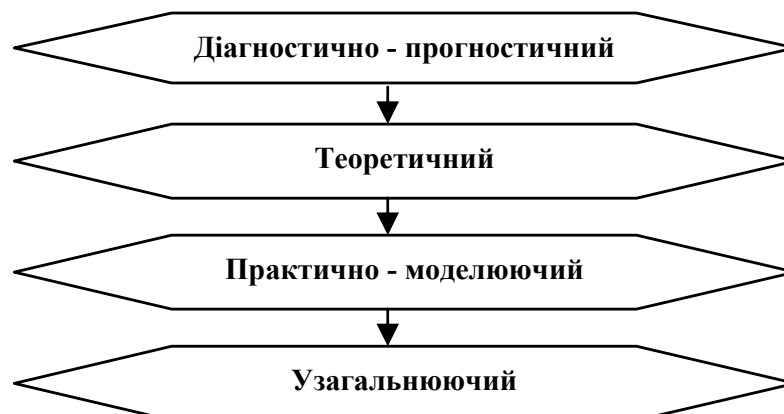 Діагностично - прогностичний
Теоретичний
Практично - моделюючий
Узагальнюючий